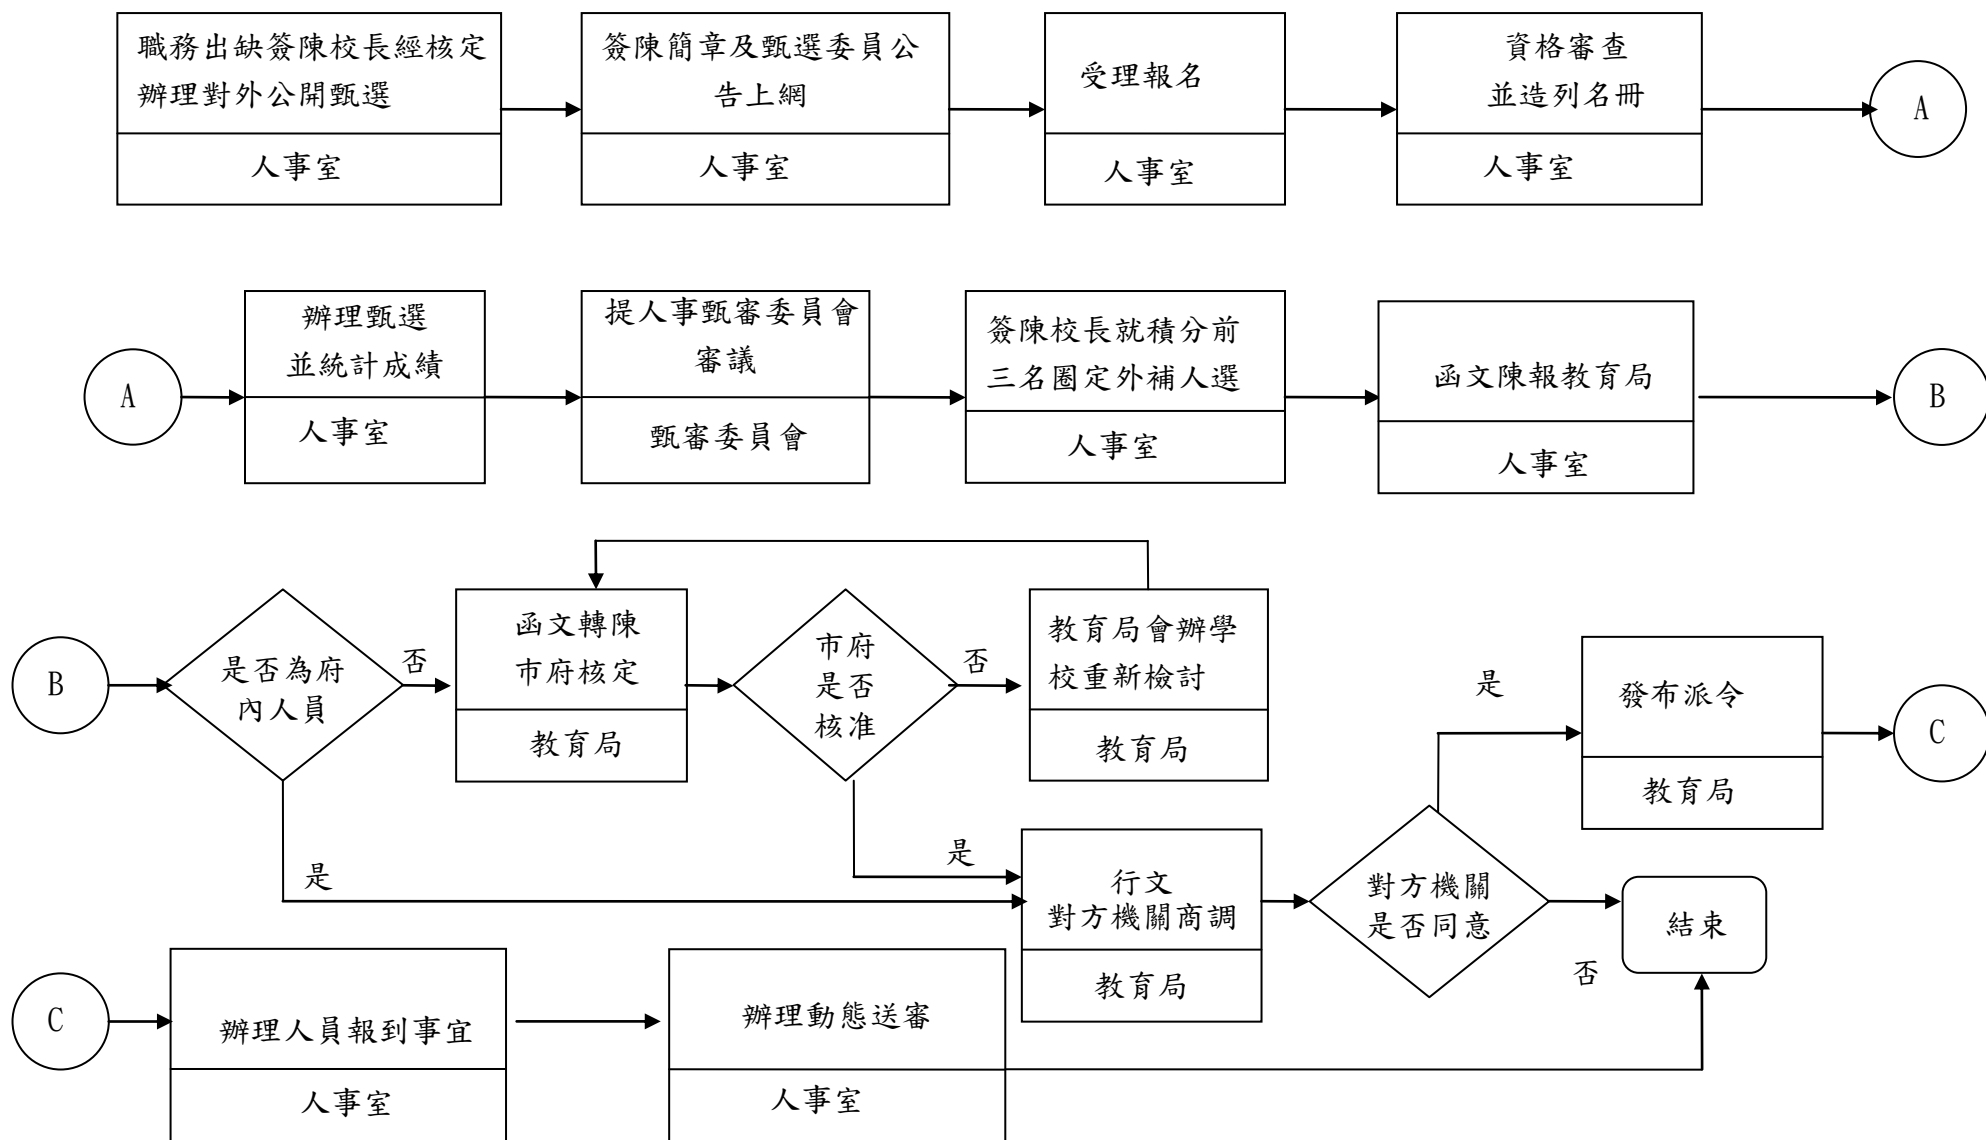 職務出缺簽陳校長經核定
辦理對外公開甄選
人事室
簽陳簡章及甄選委員公
告上網
人事室
受理報名
人事室
資格審查
並造列名冊
人事室
A
A
辦理甄選
並統計成績
人事室
提人事甄審委員會
審議
甄審委員會
簽陳校長就積分前
三名圈定外補人選
人事室
函文陳報教育局
人事室
B
B
是否為府
內人員
否
是
函文轉陳
市府核定
教育局
市府
是否
核准
否
是
教育局會辦學
校重新檢討
教育局
行文
對方機關商調
教育局
對方機關
是否同意
是
否
發布派令
教育局
C
結束
C
辦理人員報到事宜
人事室
辦理動態送審
人事室